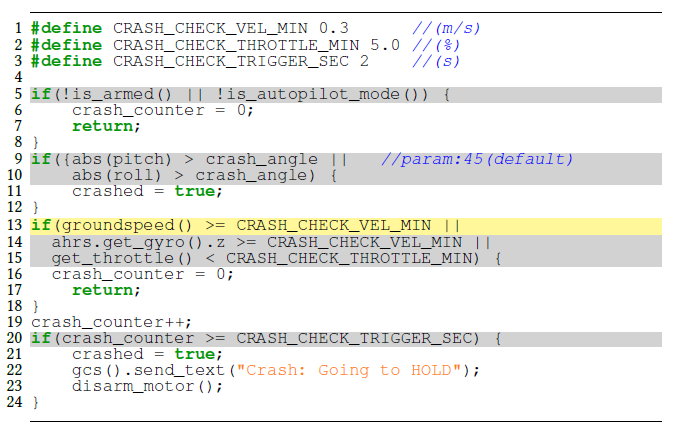 1 #define CRASH_CHECK_VEL_MIN 0.3 //(m/s)
2 #define CRASH_CHECK_THROTTLE_MIN 5.0 //(%)
3 #define CRASH_CHECK_TRIGGER_SEC 2 //(s)
4
5 if(!is_armed() || !is_autopilot_mode()) {
6 crash_counter = 0;
7 return;
8 }
9 if({abs(pitch) > crash_angle || //param:45(default)
10 abs(roll) > crash_angle) {
11 crashed = true;
12 }
13 if(groundspeed() >= CRASH_CHECK_VEL_MIN ||
14 ahrs.get_gyro().z >= CRASH_CHECK_VEL_MIN ||
15 get_throttle() < CRASH_CHECK_THROTTLE_MIN) {
16 crash_counter = 0;
17 return;
18 }
19 crash_counter++;
20 if(crash_counter >= CRASH_CHECK_TRIGGER_SEC) {
21 crashed = true;
22 gcs().send_text("Crash: Going to HOLD");
23 disarm_motor();
24 }